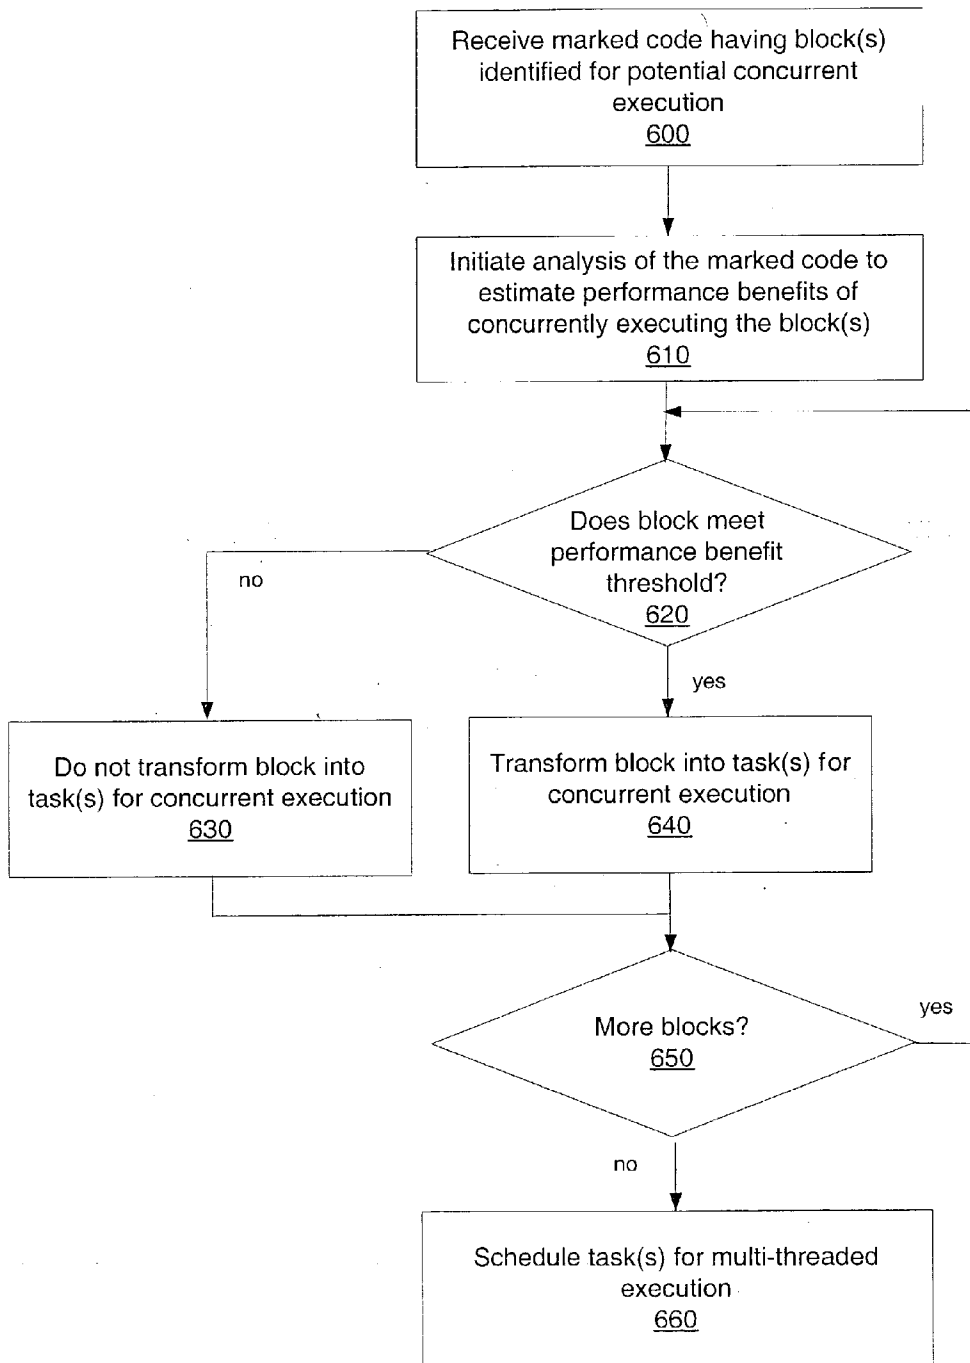 Receive marked code having block(s)
identified for potential concurrent
execution
600
Initiate analysis of the marked code to
estimate performance benefits of
concurrently executing the block(s)
610
Does block meet
performance benefit
threshold?
620
no
yes
Do not transform block into
task(s) for concurrent execution
630
Transform block into task(s) for
concurrent execution
640
More blocks?
650
yes
no
Schedule task(s) for multi-threaded
execution
660